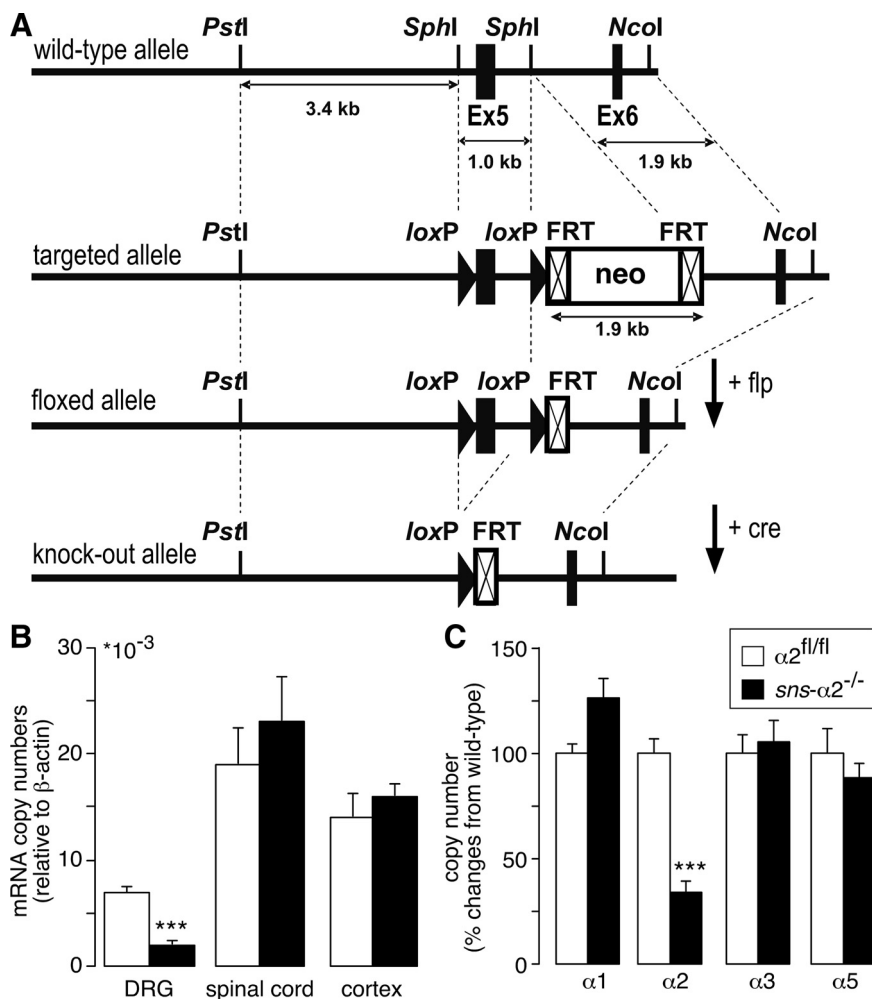 A
PstI SphI SphI NcoI
wild-type allele
3.4 kb
Ex5 Ex6
1.0 kb 1.9 kb
PstI loxP loxP FRT FRT NcoI
targeted allele
neo
1.9 kb
PstI loxP loxP FRT NcoI
floxed allele
+ flp
PstI loxP FRT NcoI
knock-out allele
+ cre
B
30
*10-3
20
10
0
mRNA copy numbers
(relative to β-actin)
***
DRG spinal cord cortex
C
150
100
50
0
copy number
(% changes from wild-type)
α2fl/fl
sns-α2-/-
***
α1 α2 α3 α5